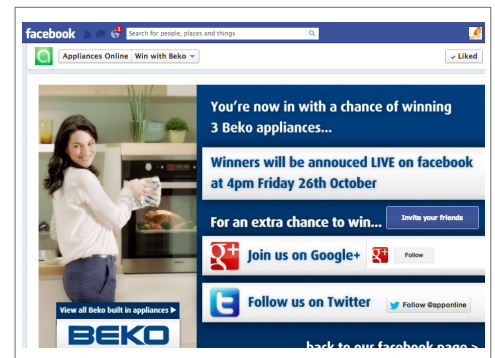 facebook
1
Search for people, places and things
Appliances Online Win with Beko
Liked
You're now in with a chance of winning
3 Beko appliances...
Winners will be annouced LIVE on facebook
at 4pm Friday 26th October
For an extra chance to win... Invite your friends
g+ Join us on Google+ g+ Follow
t Follow us on Twitter Follow @apponline
View all Beko built in appliances
BEKO
back to our facebook page >